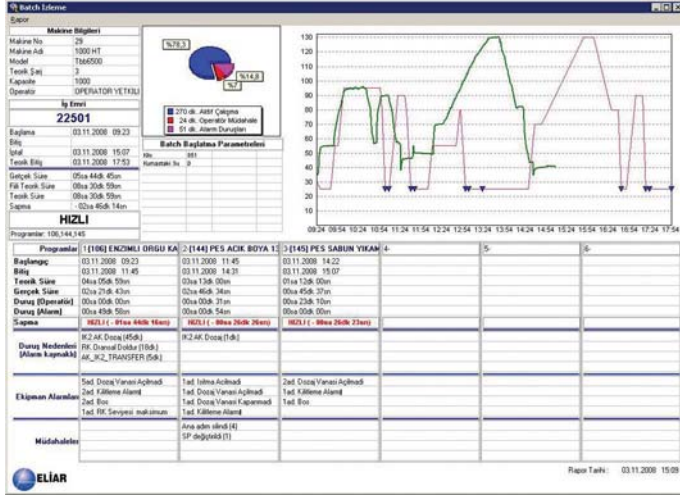 Batch İzleme
Rapor
Makine Bilgileri
Makine No 29
Makine Adı 1000 HT
Model Tbb6500
Teorik Şarj 3
Kapasite 1000
Operatör OPERATOR YETKILI
İş Emri
22501
Başlama 03.11.2008 09:23
Bitiş
İptal 03.11.2008 15:07
Teorik Bitiş 03.11.2008 17:53
Gerçek Süre 05sa 44dk 45sn
Fiili Teorik Süre 08sa 30dk 59sn
Teorik Süre 08sa 30dk 59sn
Sapma - 02sa 46dk 14sn
HIZLI
Programlar: 106,144,145
%78,3
%14,8
%7
270 dk. Aktif Çalışma
24 dk. Operatör Müdahale
51 dk. Alarm Duruşları
Batch Başlatma Parametreleri
Kilo 851
Kumastaki Su 0
130
120
110
100
90
80
70
60
50
40
30
20
10
09:24 09:54 10:24 10:54 11:24 11:54 12:24 12:54 13:24 13:54 14:24 14:54 15:24 15:54 16:24 16:54 17:24 17:54
Programlar 1-[106] ENZIMLI ORGU KA 2-[144] PES ACIK BOYA 13 3-[145] PES SABUN YIKAM 4- 5- 6-
Başlangıç 03.11.2008 09:23 03.11.2008 11:45 03.11.2008 14:22
Bitiş 03.11.2008 11:45 03.11.2008 14:31 03.11.2008 15:07
Teorik Süre 04sa 05dk 59sn 03sa 13dk 00sn 01sa 12dk 00sn
Gerçek Süre 02sa 21dk 43sn 02sa 46dk 34sn 00sa 45dk 37sn
Duruş (Operatör) 00sa 00dk 00sn 00sa 00dk 31sn 00sa 23dk 10sn
Duruş (Alarm) 00sa 49dk 50sn 00sa 00dk 54sn 00sa 00dk 00sn
Sapma HIZLI ( - 01sa 44dk 16sn) HIZLI ( - 00sa 26dk 26sn) HIZLI ( - 00sa 26dk 23sn)
Duruş Nedenleri (Alarm kaynaklı)
IK2 AK Dozaj (45dk) IK2 AK Dozaj (1dk)
RK Oransal Doldur (18dk)
AK_IK2_TRANSFER (5dk)
Ekipman Alarmları
5ad. Dozaj Vanasi Açilmadi 1ad. Isitma Acilmadi 2ad. Dozaj Vanasi Açilmadi
2ad. Kilitleme Alarmi 1ad. Dozaj Vanasi Açilmadi 1ad. Kilitleme Alarmi
2ad. Bos 1ad. Dozaj Vanasi Kapanmadi 1ad. Bos
1ad. RK Seviyesi maksimum 1ad. Kilitleme Alarmi
Müdahaleler
Ana adım silindi (4)
SP değiştirildi (1)
ELİAR
Rapor Tarihi : 03.11.2008 15:09